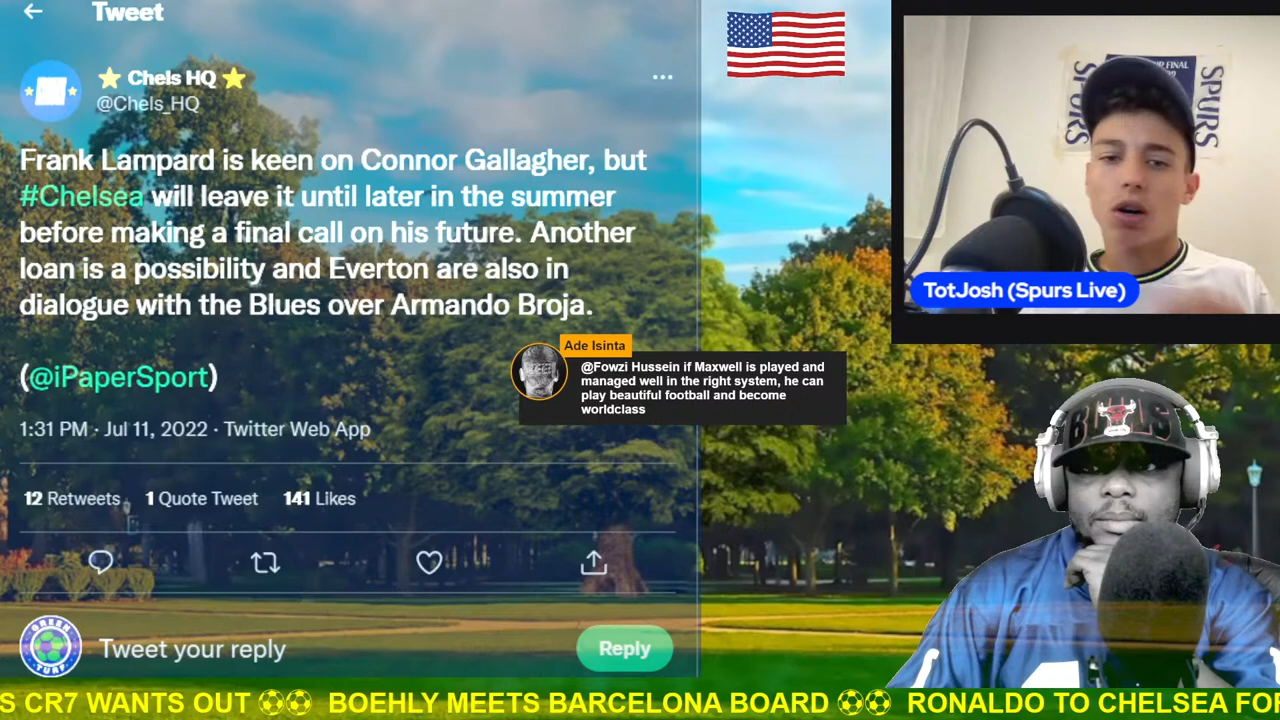 Tweet
Chels HQ
@Chels_HQ
Frank Lampard is keen on Connor Gallagher, but
#Chelsea will leave it until later in the summer
before making a final call on his future. Another
loan is a possibility and Everton are also in
dialogue with the Blues over Armando Broja.
(@iPaperSport)
1:31 PM · Jul 11, 2022 · Twitter Web App
12 Retweets 1 Quote Tweet 141 Likes
GREEN
TURF
Tweet your reply
Reply
Ade Isinta
@Fowzi Hussein if Maxwell is played and
managed well in the right system, he can
play beautiful football and become
worldclass
SPURS
FINAL
SPURS
TotJosh (Spurs Live)
BULLS
S CR7 WANTS OUT ⚽⚽ BOEHLY MEETS BARCELONA BOARD ⚽⚽ RONALDO TO CHELSEA FO